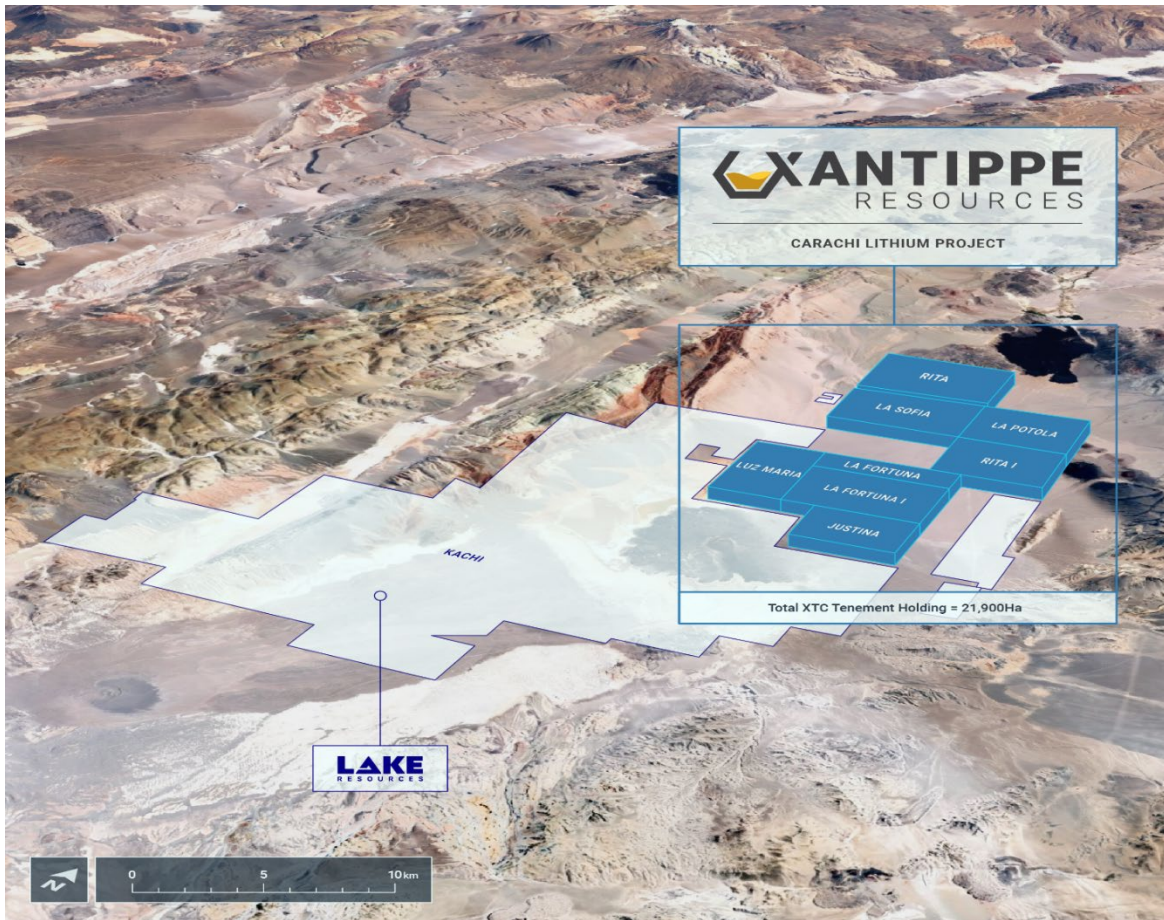 XANTIPPE
RESOURCES
CARACHI LITHIUM PROJECT
RITA
LA SOFIA
LA POTOLA
RITA I
LUZ MARIA
LA FORTUNA
LA FORTUNA I
JUSTINA
KACHI
Total XTC Tenement Holding = 21,900Ha
LAKE
RESOURCES
N
0 5 10km